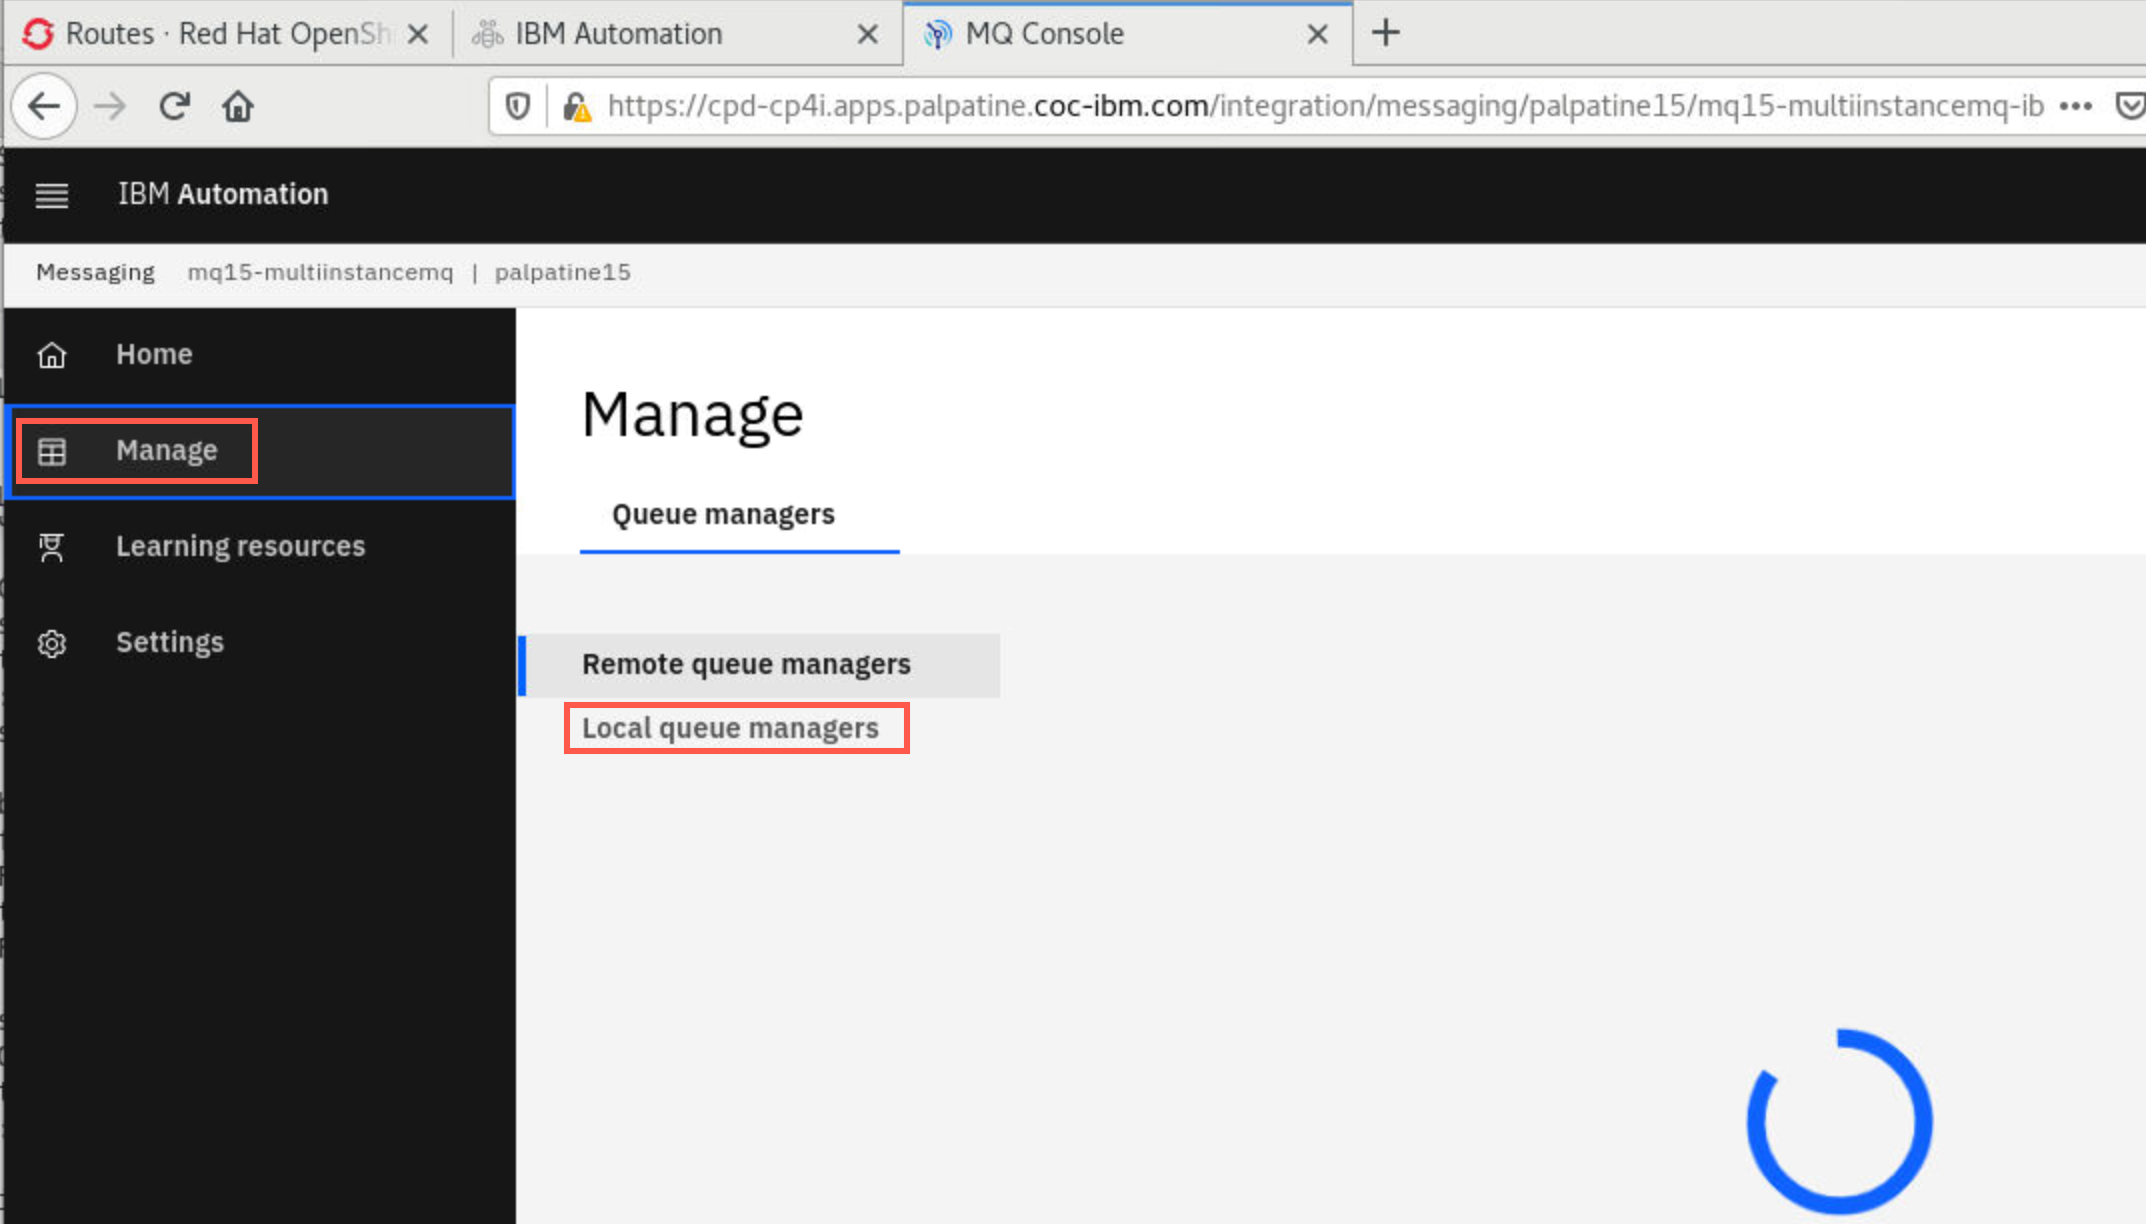 Routes · Red Hat OpenSh
IBM Automation
MQ Console
https://cpd-cp4i.apps.palpatine.coc-ibm.com/integration/messaging/palpatine15/mq15-multiinstancemq-ib
IBM Automation
Messaging mq15-multiinstancemq | palpatine15
Home
Manage
Learning resources
Settings
Manage
Queue managers
Remote queue managers
Local queue managers